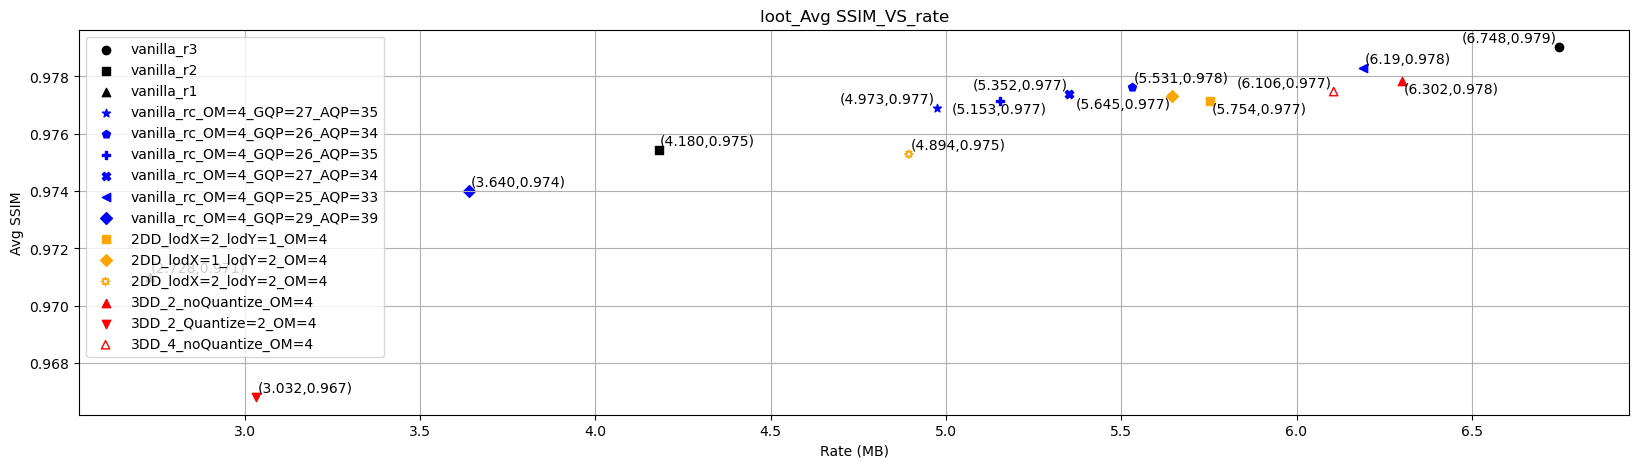 loot_Avg SSIM_VS_rate
vanilla_r3
vanilla_r2
vanilla_r1
vanilla_rc_OM=4_GQP=27_AQP=35
vanilla_rc_OM=4_GQP=26_AQP=34
vanilla_rc_OM=4_GQP=26_AQP=35
vanilla_rc_OM=4_GQP=27_AQP=34
vanilla_rc_OM=4_GQP=25_AQP=33
vanilla_rc_OM=4_GQP=29_AQP=39
2DD_lodX=2_lodY=1_OM=4
2DD_lodX=1_lodY=2_OM=4
2DD_lodX=2_lodY=2_OM=4
3DD_2_noQuantize_OM=4
3DD_2_Quantize=2_OM=4
3DD_4_noQuantize_OM=4
(6.748,0.979)
(6.19,0.978)
(5.352,0.977)
(5.531,0.978)
(6.106,0.977)
(6.302,0.978)
(4.973,0.977)
(5.153,0.977)
(5.645,0.977)
(5.754,0.977)
(4.180,0.975)
(4.894,0.975)
(3.640,0.974)
(2.728,0.971)
(3.032,0.967)
0.978
0.976
0.974
0.972
0.970
0.968
Avg SSIM
3.0
3.5
4.0
4.5
5.0
5.5
6.0
6.5
Rate (MB)